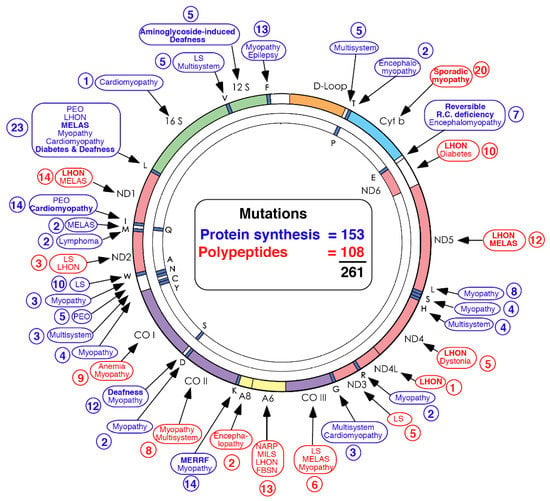 5
Aminoglycoside-induced
Deafness
13
Myopathy
Epilepsy
5
LS
Multisystem
5
Multisystem
2
Encephalo
myopathy
20
Sporadic
myopathy
1
Cardiomyopathy
16 S
V
12 S
F
D-Loop
T
P
Cyt b
7
Reversible
R.C. deficiency
Encephalomyopathy
23
PEO
LHON
MELAS
Myopathy
Cardiomyopathy
Diabetes & Deafness
L
LHON
Diabetes
10
E
ND6
14
LHON
MELAS
ND1
14
PEO
Cardiomyopathy
I
M
Q
2
MELAS
2
Lymphoma
3
LS
LHON
ND2
Mutations
Protein synthesis = 153
Polypeptides = 108
261
ND5
LHON
MELAS
12
A
N
C
Y
W
10
LS
3
Myopathy
5
PEO
3
Multisystem
4
Myopathy
S
L
S
H
Myopathy
8
Myopathy
4
Multisystem
4
CO I
9
Anemia
Myopathy
ND4
LHON
Dystonia
5
ND4L
LHON
1
12
Deafness
Myopathy
D
CO II
K
A8
A6
CO III
G
ND3
R
Myopathy
2
LS
5
2
Myopathy
8
Myopathy
Multisystem
14
MERRF
Myopathy
2
Encepha-
lopathy
13
NARP
MILS
LHON
FBSN
6
LS
MELAS
Myopathy
3
Multisystem
Cardiomyopathy